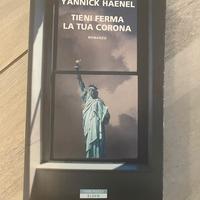 YANNICK HAENEL
TIENI FERMA
LA TUA CORONA
ROMANZO